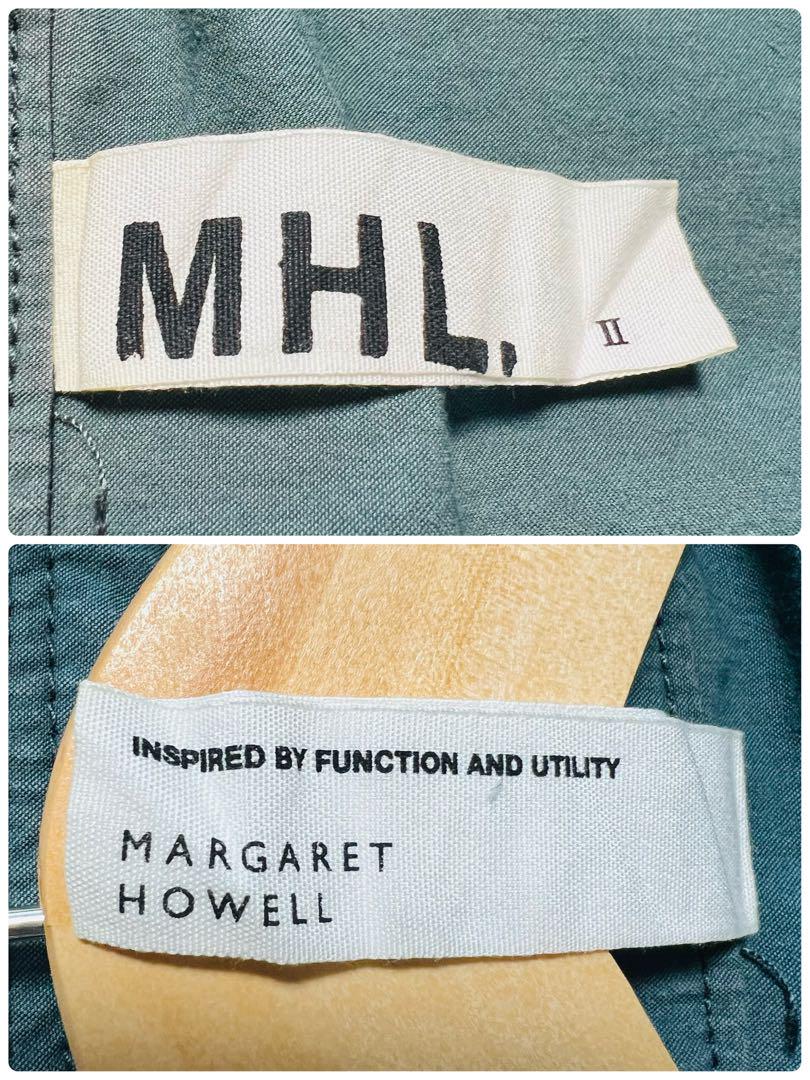 MHL.
II
INSPIRED BY FUNCTION AND UTILITY
MARGARET
HOWELL